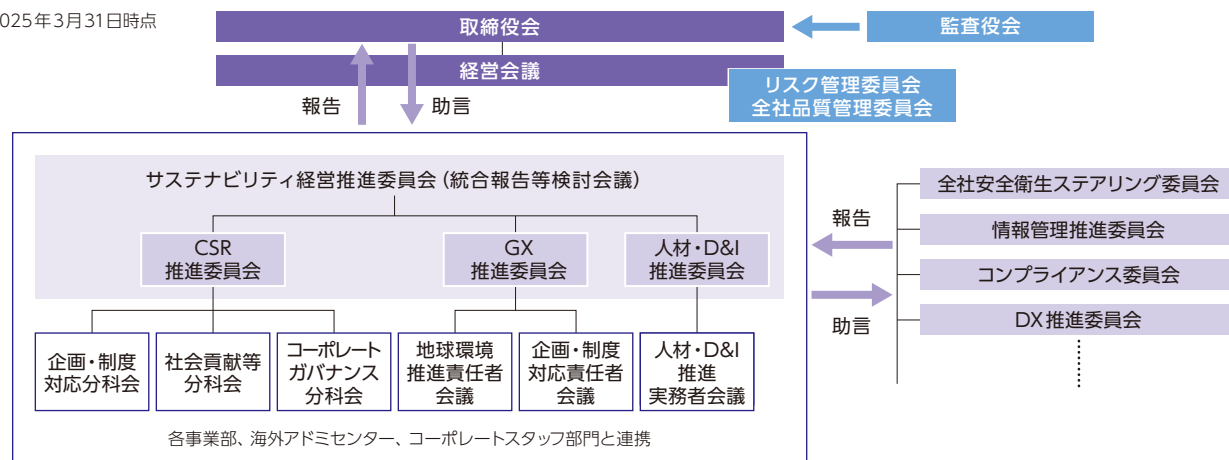 025年3月31日時点
取締役会
監査役会
経営会議
リスク管理委員会
全社品質管理委員会
報告
助言
サステナビリティ経営推進委員会（統合報告等検討会議）
CSR
推進委員会
GX
推進委員会
人材・D&I
推進委員会
企画・制度
対応分科会
社会貢献等
分科会
コーポレート
ガバナンス
分科会
地球環境
推進責任者
会議
企画・制度
対応責任者
会議
人材・D&I
推進
実務者会議
各事業部、海外アドミセンター、コーポレートスタッフ部門と連携
報告
助言
全社安全衛生ステアリング委員会
情報管理推進委員会
コンプライアンス委員会
DX推進委員会